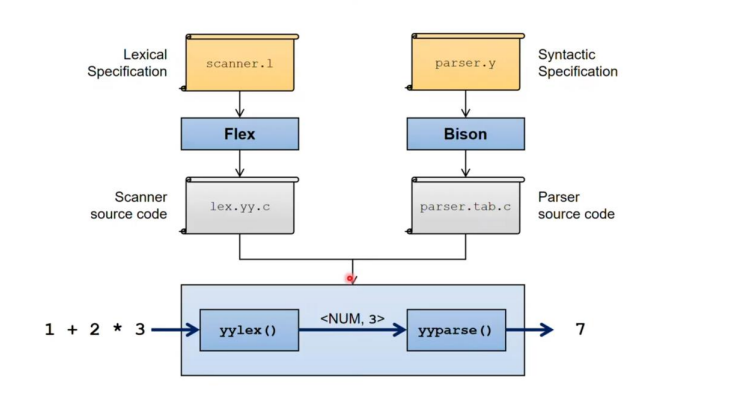 Lexical
Specification
scanner.l
parser.y
Syntactic
Specification
Flex
Bison
Scanner
source code
lex.yy.c
parser.tab.c
Parser
source code
1 + 2 * 3
yylex()
<NUM, 3>
yyparse()
7